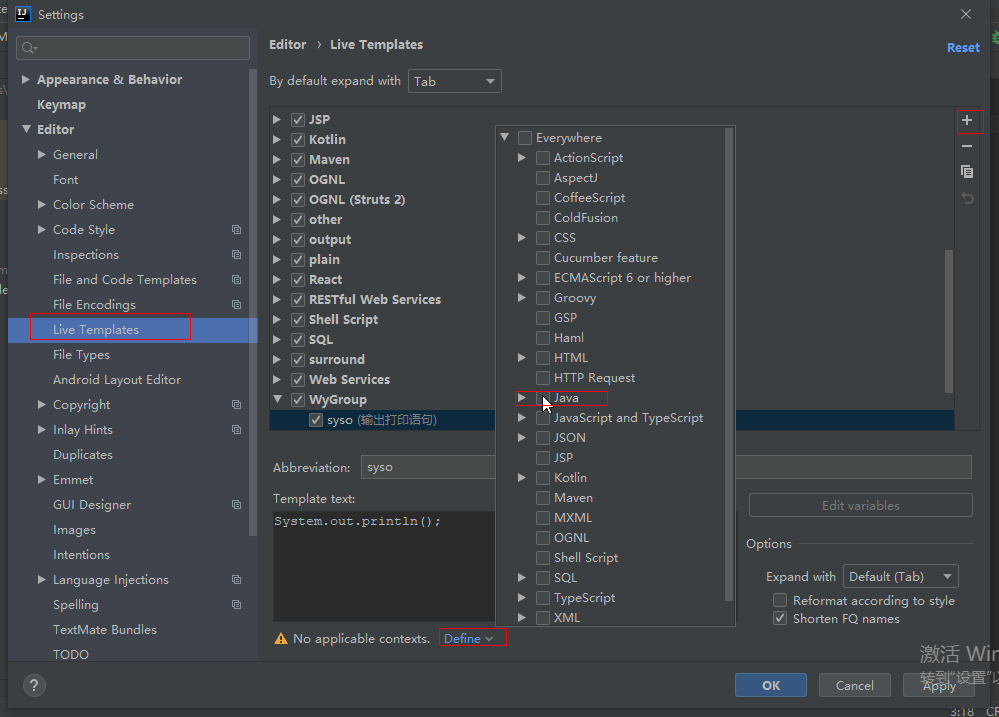 Settings
Appearance & Behavior
Keymap
Editor
General
Font
Color Scheme
Code Style
Inspections
File and Code Templates
File Encodings
Live Templates
File Types
Android Layout Editor
Copyright
Inlay Hints
Duplicates
Emmet
GUI Designer
Images
Intentions
Language Injections
Spelling
TextMate Bundles
TODO
Editor › Live Templates
Reset
By default expand with Tab
JSP
Kotlin
Maven
OGNL
OGNL (Struts 2)
other
output
plain
React
RESTful Web Services
Shell Script
SQL
surround
Web Services
WyGroup
syso (输出打印语句)
Everywhere
ActionScript
AspectJ
CoffeeScript
ColdFusion
CSS
Cucumber feature
ECMAScript 6 or higher
Groovy
GSP
Haml
HTML
HTTP Request
Java
JavaScript and TypeScript
JSON
JSP
Kotlin
Maven
MXML
OGNL
Shell Script
SQL
TypeScript
XML
Abbreviation: syso
Template text:
System.out.println();
No applicable contexts. Define
Edit variables
Options
Expand with Default (Tab)
Reformat according to style
Shorten FQ names
激活 Win
转到"设置"以
?
OK
Cancel
Apply
3:18